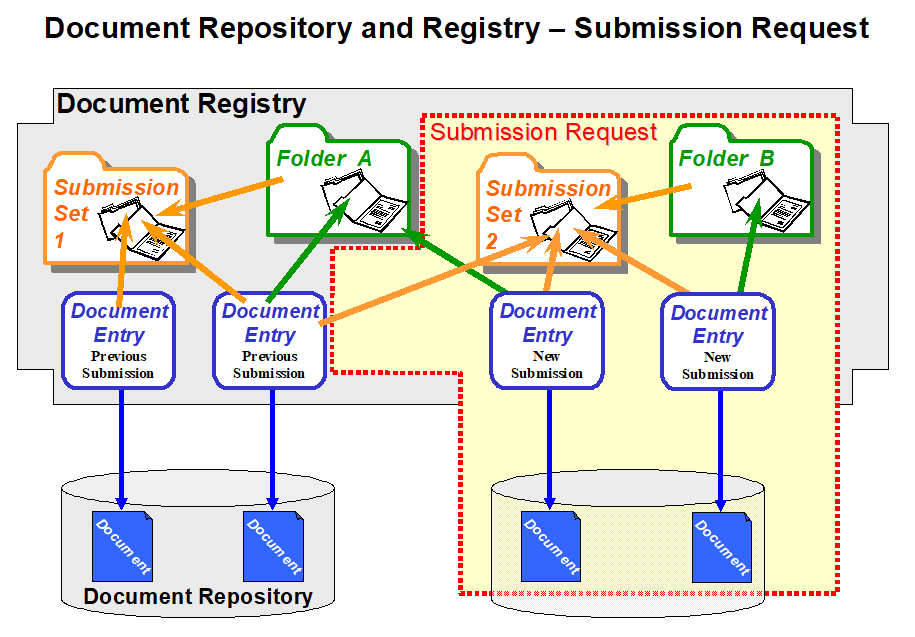 Document Repository and Registry – Submission Request
Document Registry
Submission Request
Folder A
Folder B
Submission
Set
1
Submission
Set
2
Document
Entry
Previous
Submission
Document
Entry
Previous
Submission
Document
Entry
New
Submission
Document
Entry
New
Submission
Document
Document
Document
Document
Document Repository